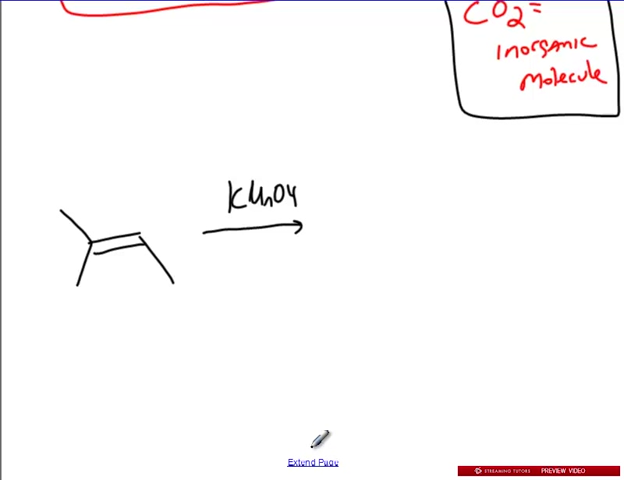 CO2=
inorganic
molecule
KMnO4
Extend Page
STREAMING TUTORS PREVIEW VIDEO